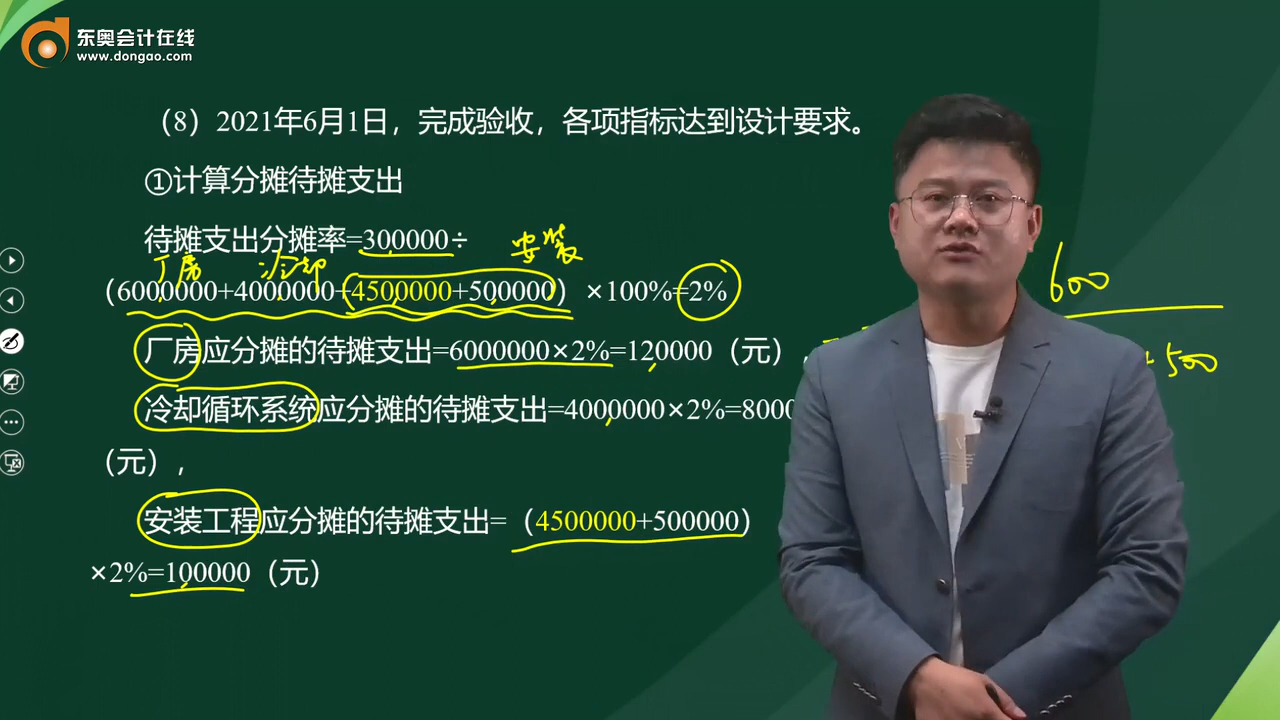 东奥会计在线
www.dongao.com
（8）2021年6月1日，完成验收，各项指标达到设计要求。
①计算分摊待摊支出
待摊支出分摊率=300000÷
安装
厂房 冷却
600
（6000000+4000000+4500000+500000）×100%=2%
厂房应分摊的待摊支出=6000000×2%=120000（元），
+500
冷却循环系统应分摊的待摊支出=4000000×2%=8000
（元），
安装工程应分摊的待摊支出=（4500000+500000）
×2%=100000（元）